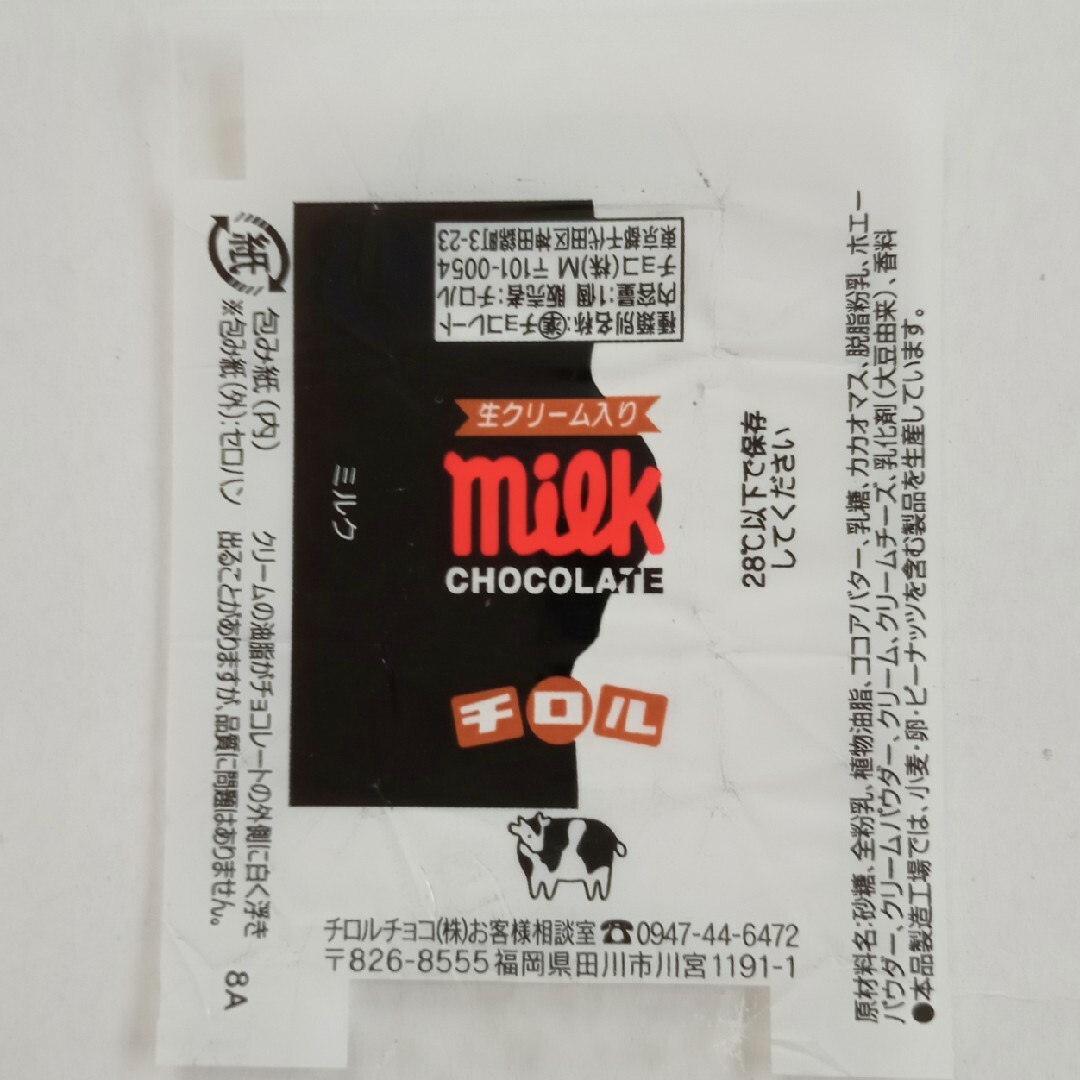 種類別名称:準チョコレート
内容量:1個 販売者:チロル
チョコ(株)M 〒101-0054
東京都千代田区神田錦町3-23
生クリーム入り
milk
CHOCOLATE
ミルク
チロル
チロルチョコ(株)お客様相談室☎0947-44-6472
〒826-8555福岡県田川市川宮1191-1
28℃以下で保存
してください
原材料名:砂糖、全粉乳、植物油脂、ココアバター、乳糖、カカオマス、脱脂粉乳、ホエー
パウダー、クリームパウダー、クリーム、クリームチーズ、乳化剤(大豆由来)、香料
●本品製造工場では、小麦・卵・ピーナッツを含む製品を生産しています。
紙
包み紙(内)
※包み紙(外):セロハン
クリームの油脂がチョコレートの外側に白く浮き
出ることがありますが、品質に問題はありません。
8A